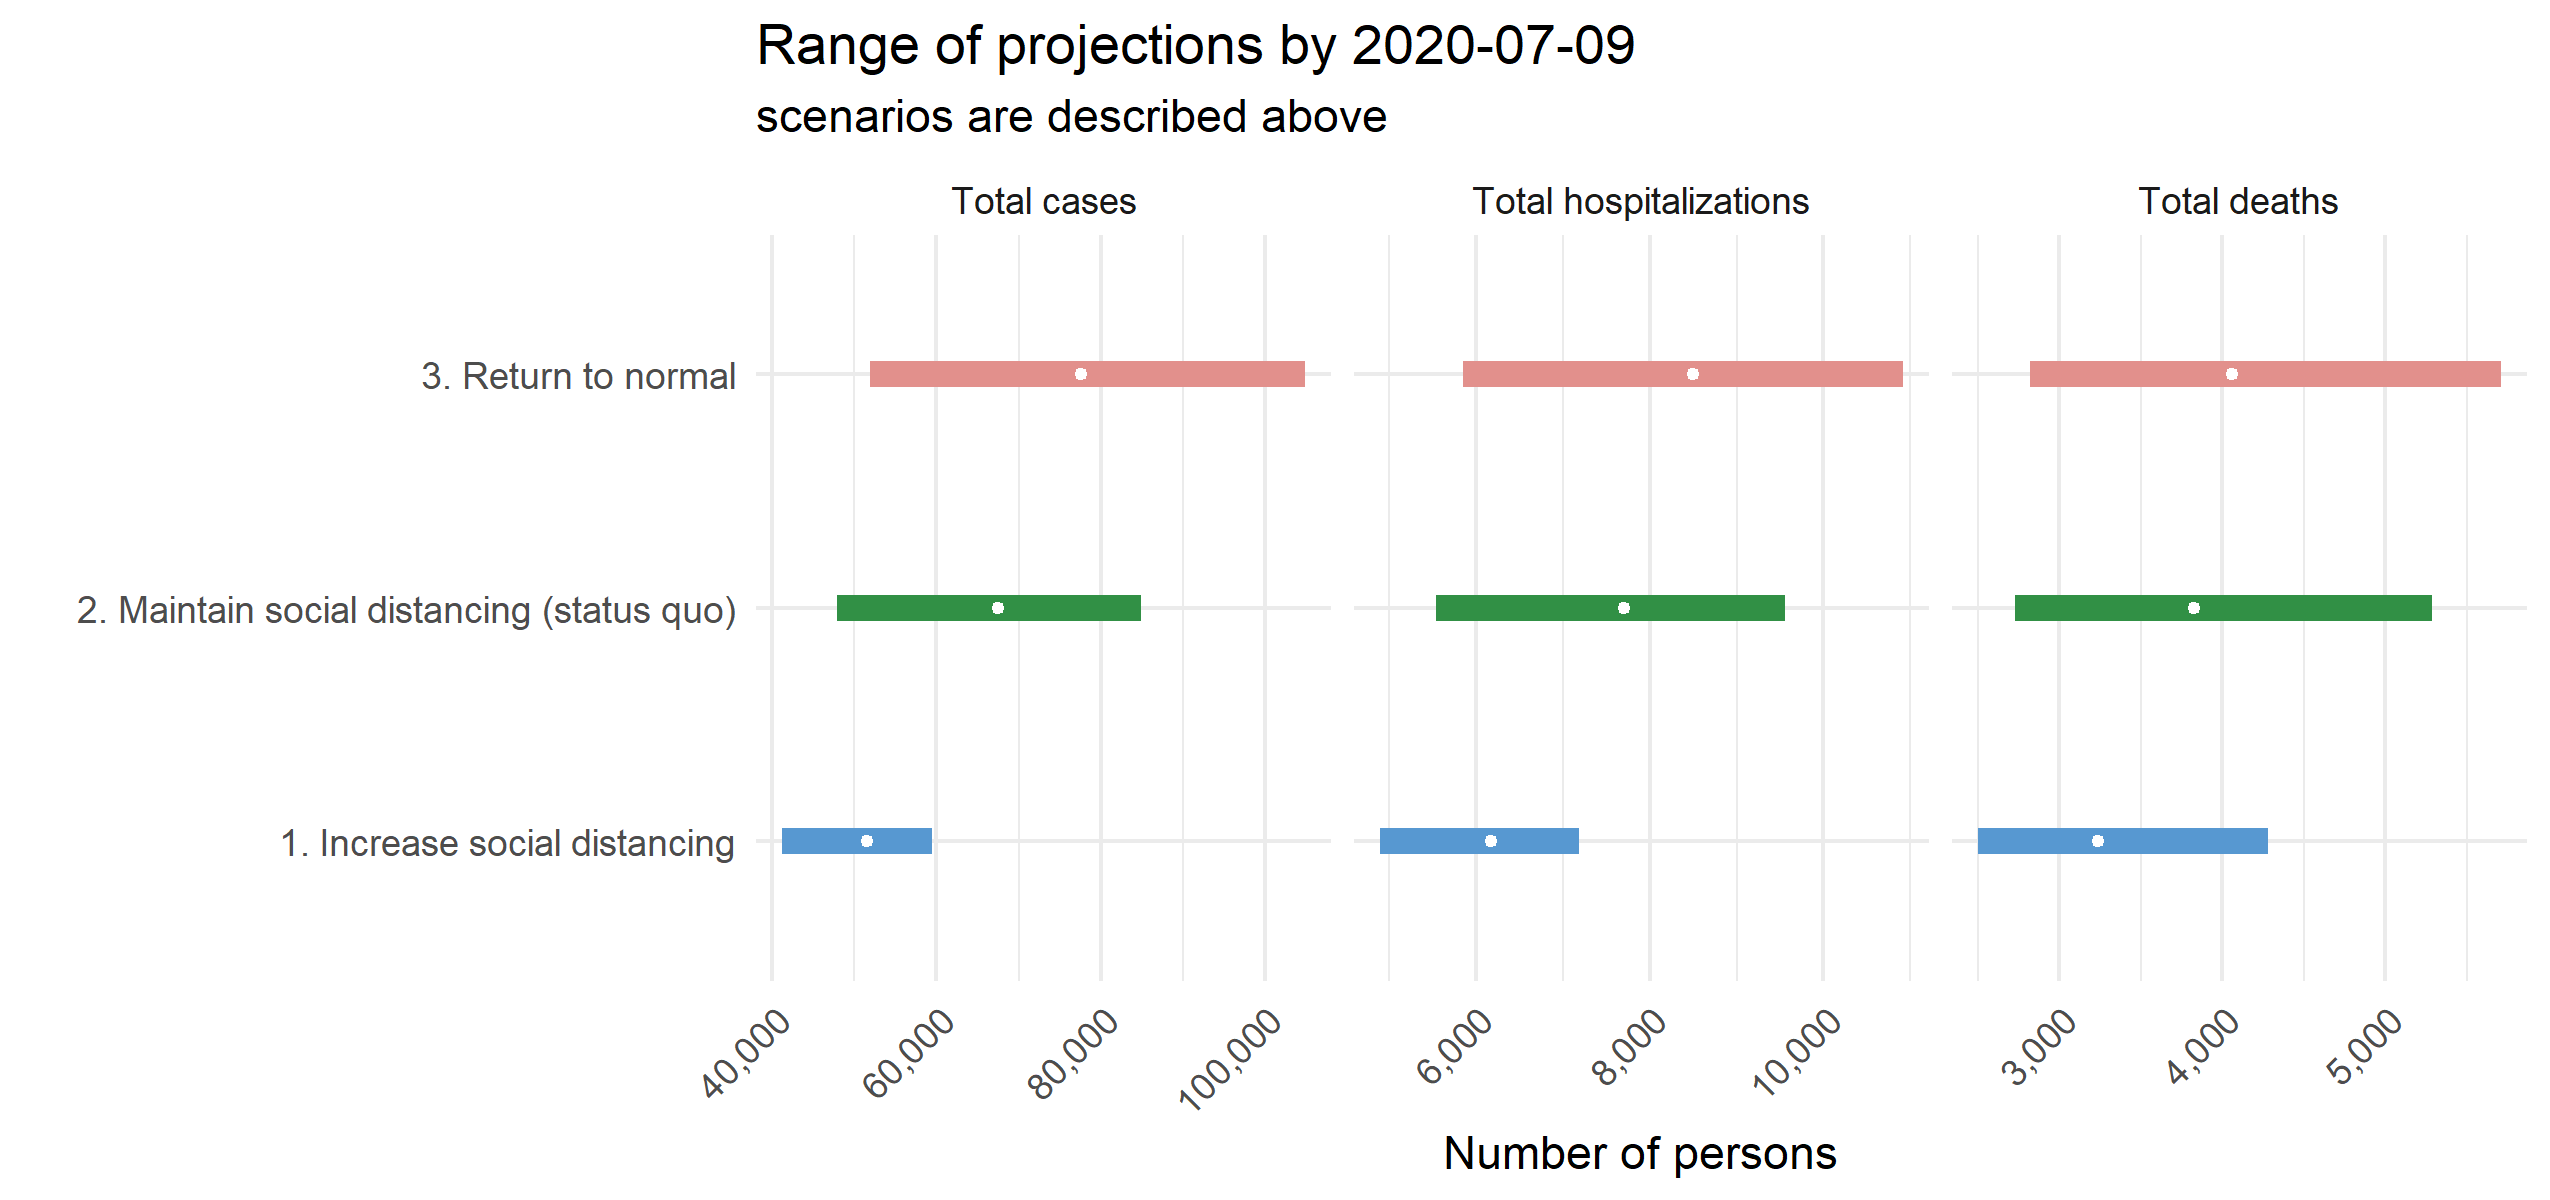 Range of projections by 2020-07-09
scenarios are described above
Total cases
Total hospitalizations
Total deaths
3. Return to normal
2. Maintain social distancing (status quo)
1. Increase social distancing
40,000
60,000
80,000
100,000
6,000
8,000
10,000
3,000
4,000
5,000
Number of persons